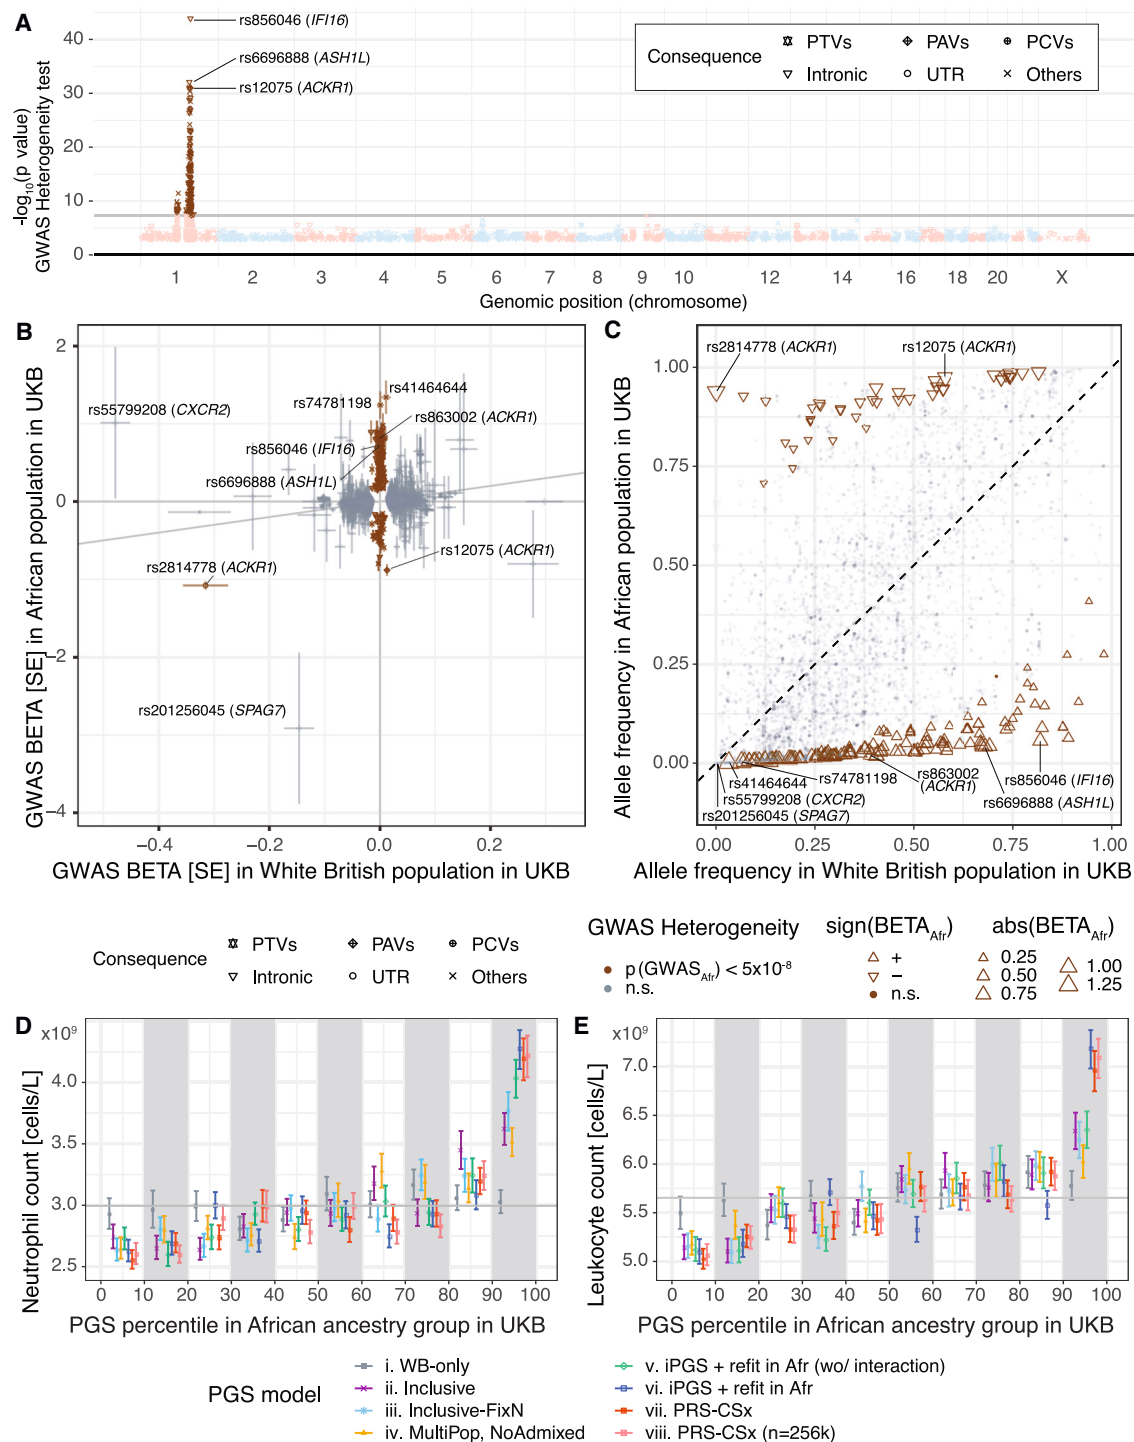 A
rs856046 (IFI16)
rs6696888 (ASH1L)
rs12075 (ACKR1)
Consequence
PTVs
PAVs
PCVs
Intronic
UTR
Others
-log10(p value)
GWAS Heterogeneity test
40
30
20
10
0
1 2 3 4 5 6 7 8 9 10 12 14 16 18 20 X
Genomic position (chromosome)
B
GWAS BETA [SE] in African population in UKB
2
0
−2
−4
rs55799208 (CXCR2)
rs74781198
rs41464644
rs863002 (ACKR1)
rs856046 (IFI16)
rs6696888 (ASH1L)
rs12075 (ACKR1)
rs2814778 (ACKR1)
rs201256045 (SPAG7)
−0.4 −0.2 0.0 0.2
GWAS BETA [SE] in White British population in UKB
C
Allele frequency in African population in UKB
1.00
0.75
0.50
0.25
0.00
rs2814778 (ACKR1)
rs12075 (ACKR1)
rs41464644
rs74781198
rs863002
(ACKR1)
rs856046 (IFI16)
rs55799208 (CXCR2)
rs6696888 (ASH1L)
rs201256045 (SPAG7)
0.00 0.25 0.50 0.75 1.00
Allele frequency in White British population in UKB
Consequence
PTVs
PAVs
PCVs
Intronic
UTR
Others
GWAS Heterogeneity
p(GWASAfr) < 5x10-8
n.s.
sign(BETAAfr)
+
−
n.s.
abs(BETAAfr)
0.25
0.50
0.75
1.00
1.25
D
x10⁹
Neutrophil count [cells/L]
4.0
3.5
3.0
2.5
0 10 20 30 40 50 60 70 80 90 100
PGS percentile in African ancestry group in UKB
E
x10⁹
Leukocyte count [cells/L]
7.0
6.5
6.0
5.5
5.0
0 10 20 30 40 50 60 70 80 90 100
PGS percentile in African ancestry group in UKB
PGS model
i. WB-only
ii. Inclusive
iii. Inclusive-FixN
iv. MultiPop, NoAdmixed
v. iPGS + refit in Afr (wo/ interaction)
vi. iPGS + refit in Afr
vii. PRS-CSx
viii. PRS-CSx (n=256k)